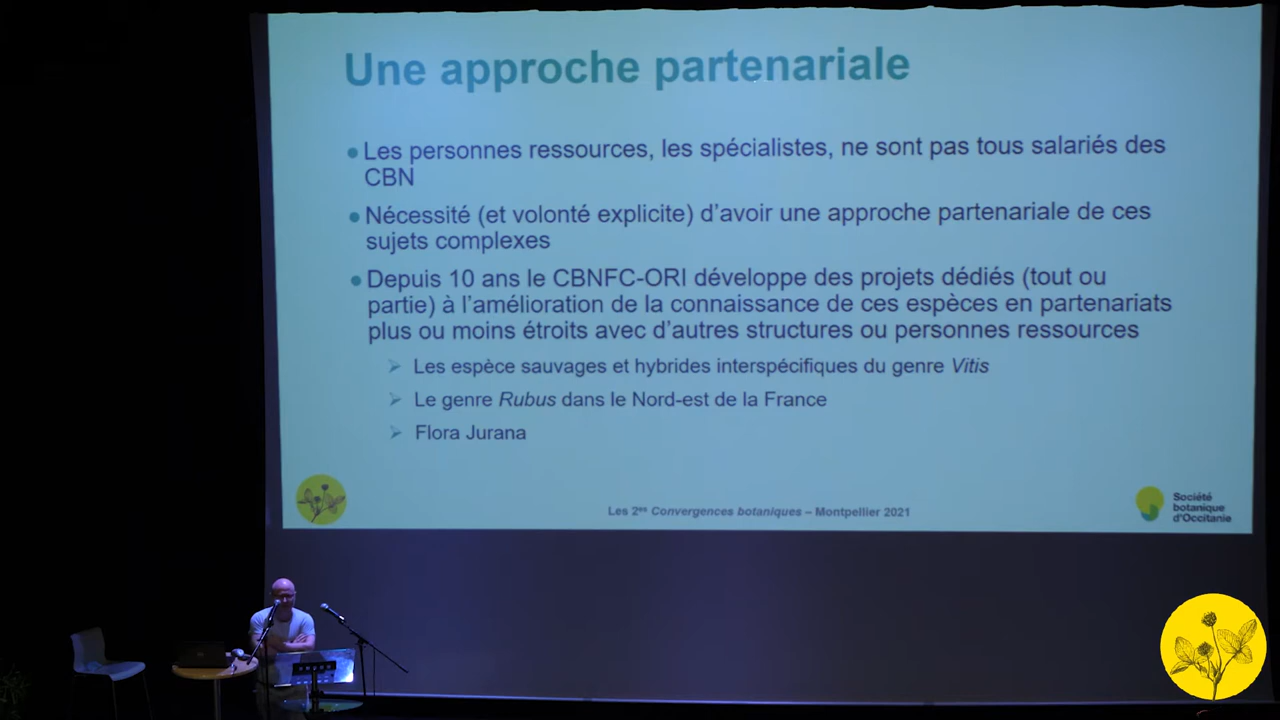 Une approche partenariale
Les personnes ressources, les spécialistes, ne sont pas tous salariés des
CBN
Nécessité (et volonté explicite) d'avoir une approche partenariale de ces
sujets complexes
Depuis 10 ans le CBNFC-ORI développe des projets dédiés (tout ou
partie) à l'amélioration de la connaissance de ces espèces en partenariats
plus ou moins étroits avec d'autres structures ou personnes ressources
Les espèce sauvages et hybrides interspécifiques du genre Vitis
Le genre Rubus dans le Nord-est de la France
Flora Jurana
Les 2es Convergences botaniques – Montpellier 2021
Société
botanique
d'Occitanie